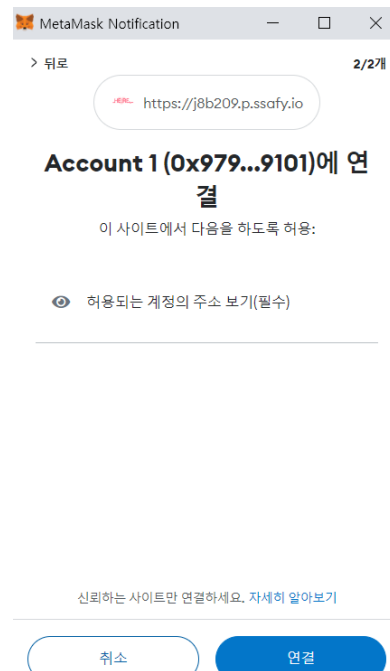 MetaMask Notification
> 뒤로
2/2개
HERE_ https://j8b209.p.ssafy.io
Account 1 (0x979...9101)에 연
결
이 사이트에서 다음을 하도록 허용:
허용되는 계정의 주소 보기(필수)
신뢰하는 사이트만 연결하세요. 자세히 알아보기
취소
연결